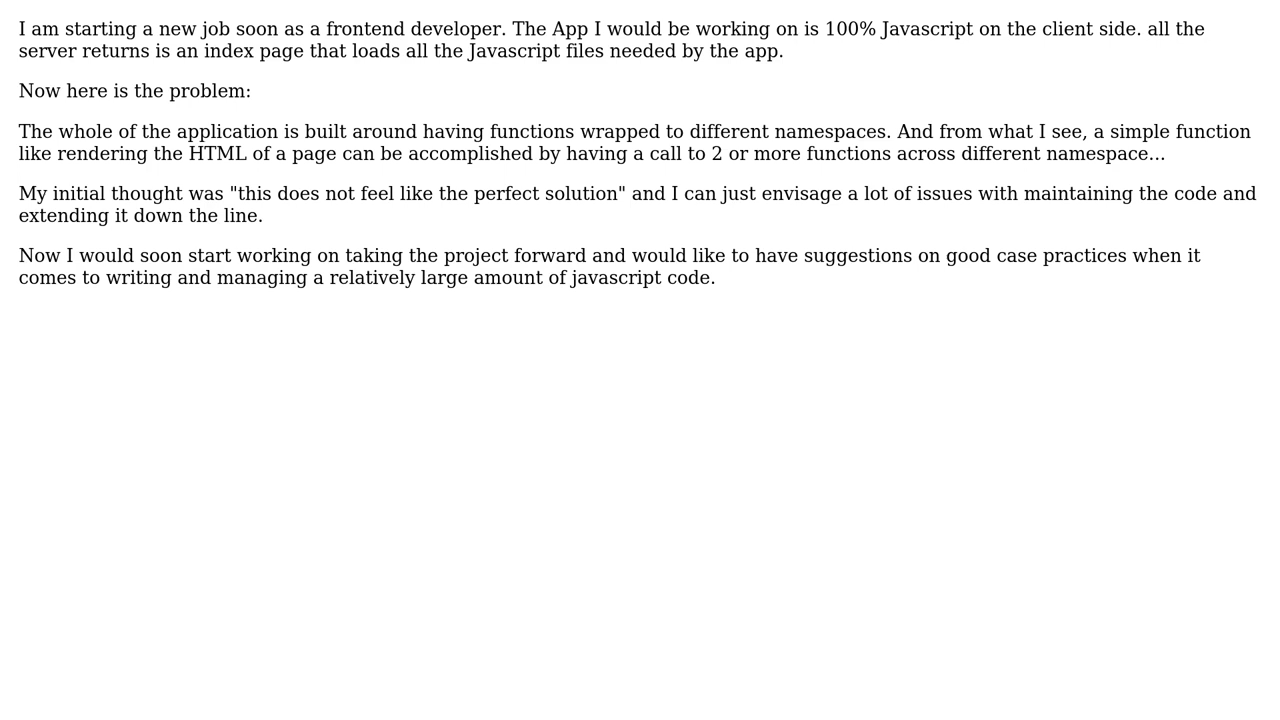 I am starting a new job soon as a frontend developer. The App I would be working on is 100% Javascript on the client side. all the
server returns is an index page that loads all the Javascript files needed by the app.
Now here is the problem:
The whole of the application is built around having functions wrapped to different namespaces. And from what I see, a simple function
like rendering the HTML of a page can be accomplished by having a call to 2 or more functions across different namespace...
My initial thought was "this does not feel like the perfect solution" and I can just envisage a lot of issues with maintaining the code and
extending it down the line.
Now I would soon start working on taking the project forward and would like to have suggestions on good case practices when it
comes to writing and managing a relatively large amount of javascript code.